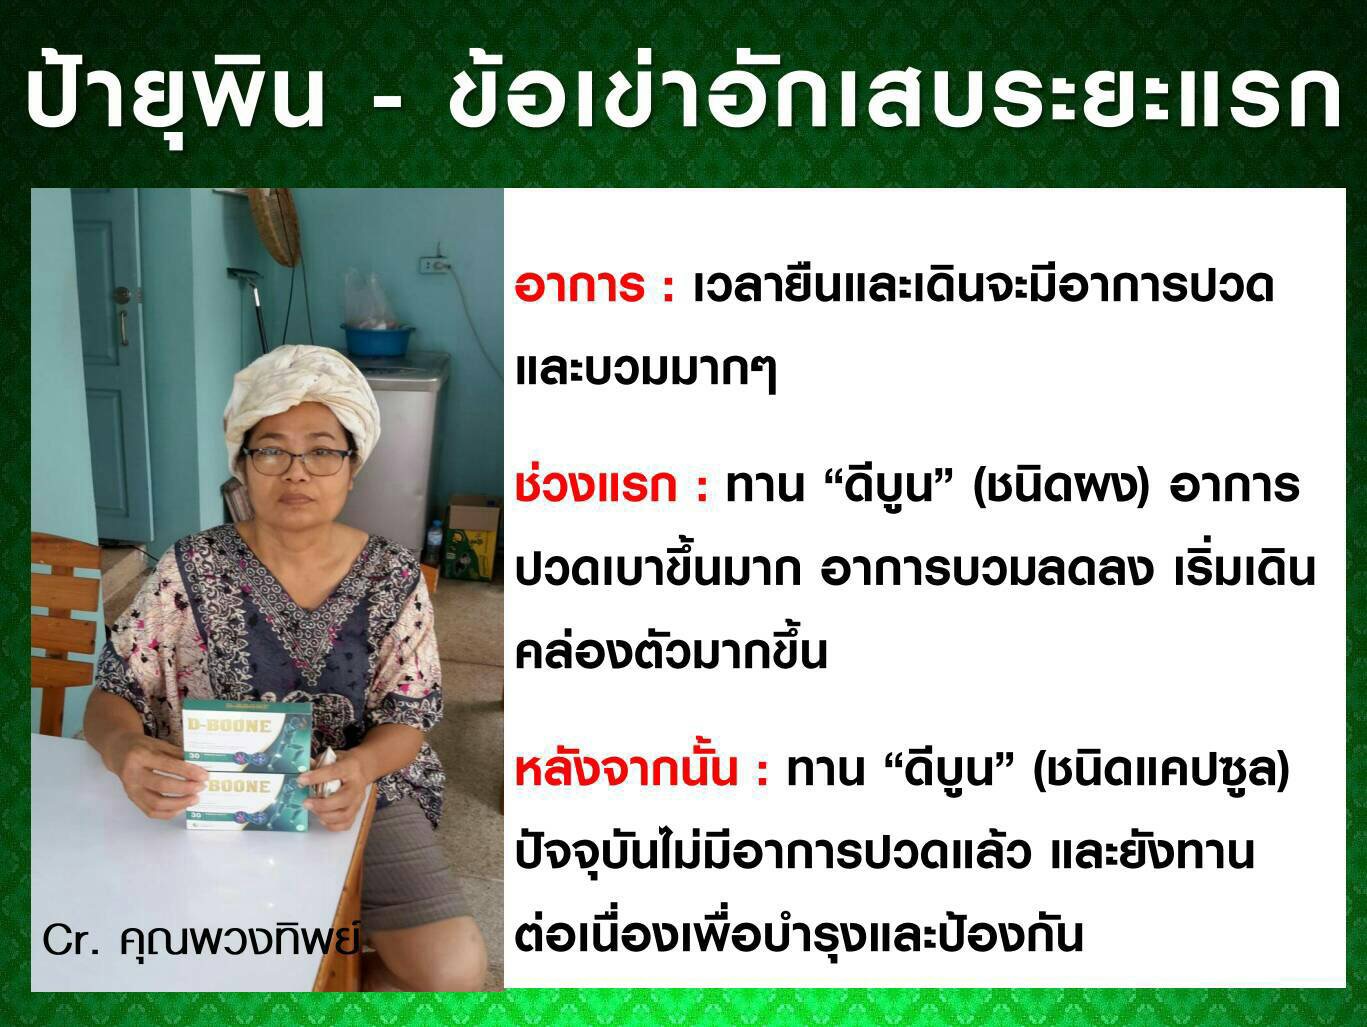 ป้ายุพิน - ข้อเข่าอักเสบระยะแรก
อาการ : เวลายืนและเดินจะมีอาการปวด
และบวมมากๆ
ช่วงแรก : ทาน “ดีบูน” (ชนิดผง) อาการ
ปวดเบาขึ้นมาก อาการบวมลดลง เริ่มเดิน
คล่องตัวมากขึ้น
หลังจากนั้น : ทาน “ดีบูน” (ชนิดแคปซูล)
ปัจจุบันไม่มีอาการปวดแล้ว และยังทาน
ต่อเนื่องเพื่อบำรุงและป้องกัน
D-BOONE
D-BOONE
30
-BOONE
30
Cr. คุณพวงทิพย์